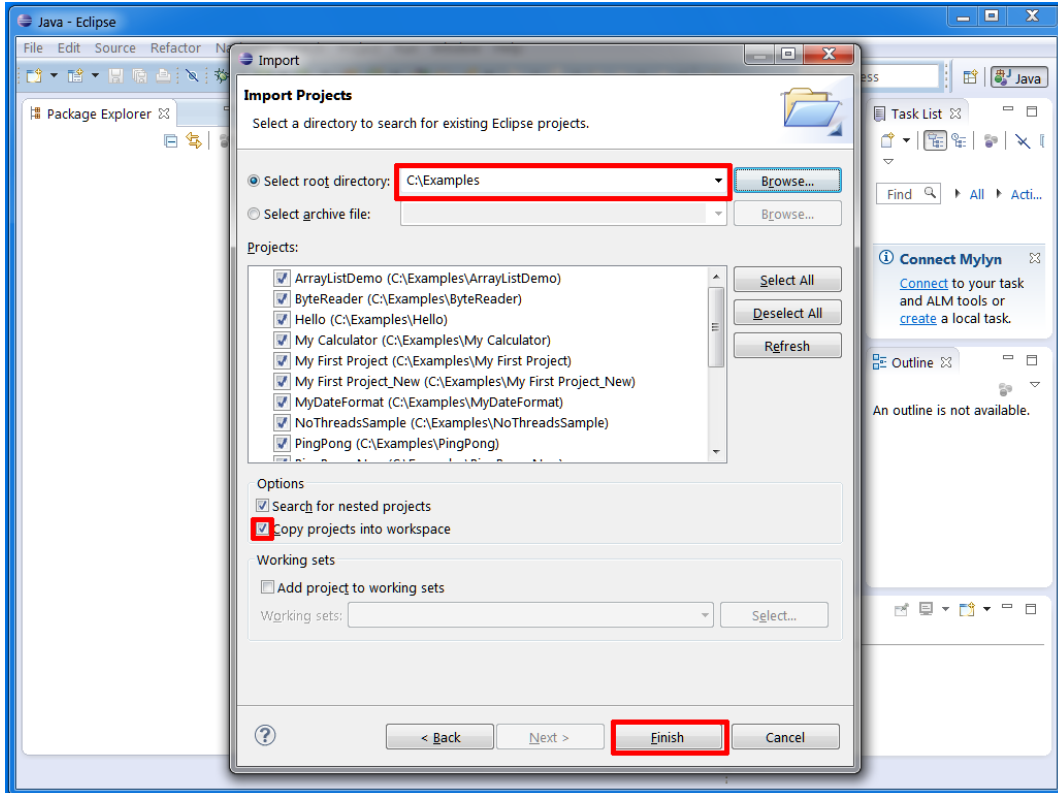 Java - Eclipse
File Edit Source Refactor
Import
ess
Java
Package Explorer
Task List
Import Projects
Select a directory to search for existing Eclipse projects.
Select root directory: C:\Examples Browse...
Select archive file: Browse...
Find All Acti...
Projects:
ArrayListDemo (C:\Examples\ArrayListDemo)
ByteReader (C:\Examples\ByteReader)
Hello (C:\Examples\Hello)
My Calculator (C:\Examples\My Calculator)
My First Project (C:\Examples\My First Project)
My First Project_New (C:\Examples\My First Project_New)
MyDateFormat (C:\Examples\MyDateFormat)
NoThreadsSample (C:\Examples\NoThreadsSample)
PingPong (C:\Examples\PingPong)
Select All
Deselect All
Refresh
Connect Mylyn
Connect to your task
and ALM tools or
create a local task.
Outline
An outline is not available.
Options
Search for nested projects
Copy projects into workspace
Working sets
Add project to working sets
Working sets: Select...
< Back Next > Finish Cancel